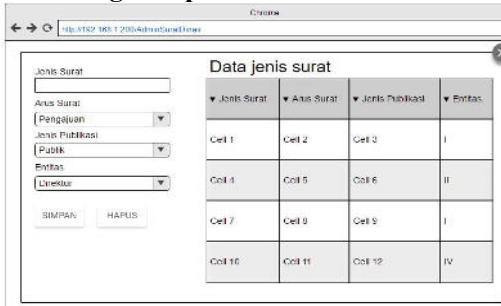 Chrome
http://192.168.1.200/AdminSuratDinas
Jenis Surat
Arus Surat
Pengajuan
Jenis Publikasi
Publik
Entitas
Direktur
SIMPAN HAPUS
Data jenis surat
▼ Jenis Surat ▼ Arus Surat ▼ Jenis Publikasi ▼ Entitas
Cell 1 Cell 2 Cell 3 I
Cell 4 Cell 5 Cell 6 II
Cell 7 Cell 8 Cell 9 I
Cell 10 Cell 11 Cell 12 IV